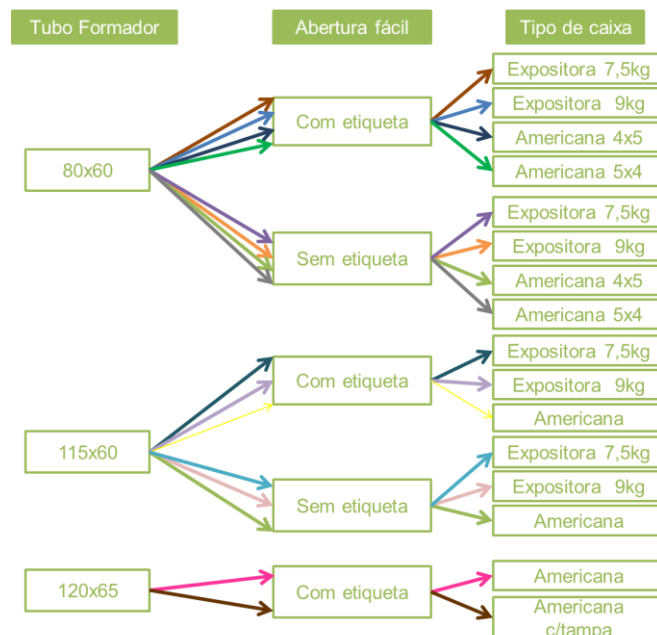 Tubo Formador
Abertura fácil
Tipo de caixa
80x60
Com etiqueta
Expositora 7,5kg
Expositora 9kg
Americana 4x5
Americana 5x4
Sem etiqueta
Expositora 7,5kg
Expositora 9kg
Americana 4x5
Americana 5x4
115x60
Com etiqueta
Expositora 7,5kg
Expositora 9kg
Americana
Sem etiqueta
Expositora 7,5kg
Expositora 9kg
Americana
120x65
Com etiqueta
Americana
Americana
c/tampa